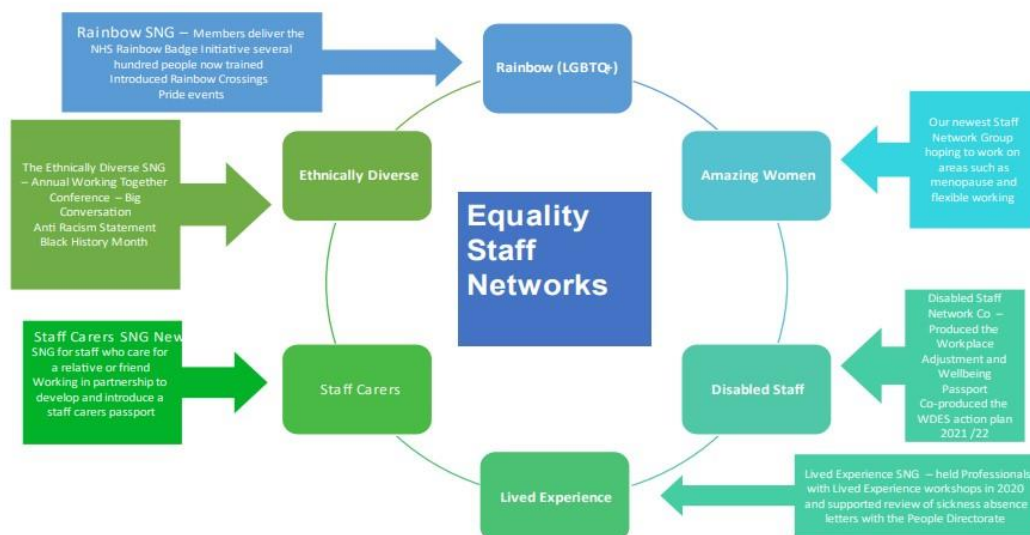 Rainbow SNG – Members deliver the
NHS Rainbow Badge Initiative several
hundred people now trained
Introduced Rainbow Crossings
Pride events
Rainbow (LGBTQ+)
The Ethnically Diverse SNG
– Annual Working Together
Conference – Big
Conversation
Anti Racism Statement
Black History Month
Ethnically Diverse
Amazing Women
Our newest Staff
Network Group
hoping to work on
areas such as
menopause and
flexible working
Equality
Staff
Networks
Staff Carers SNG New
SNG for staff who care for
a relative or friend
Working in partnership to
develop and introduce a
staff carers passport
Staff Carers
Disabled Staff
Disabled Staff
Network Co –
Produced the
Workplace
Adjustment and
Wellbeing
Passport
Co-produced the
WDES action plan
2021 /22
Lived Experience
Lived Experience SNG – held Professionals
with Lived Experience workshops in 2020
and supported review of sickness absence
letters with the People Directorate